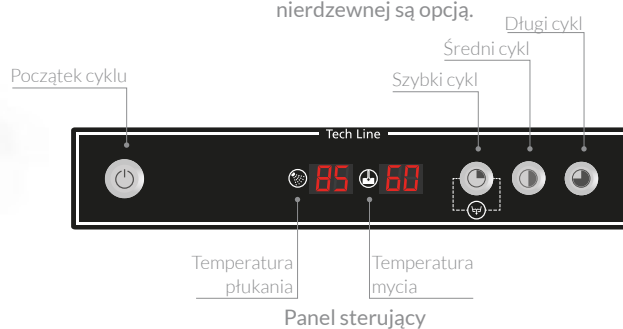 nierdzewnej są opcją.
Długi cykl
Średni cykl
Początek cyklu
Szybki cykl
Tech Line
85 60
Temperatura płukania
Temperatura mycia
Panel sterujący